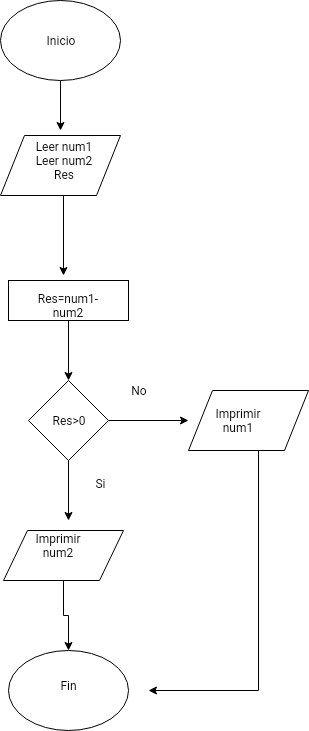 Inicio
Leer num1
Leer num2
Res
Res=num1-
num2
Res>0
No
Imprimir
num1
Si
Imprimir
num2
Fin